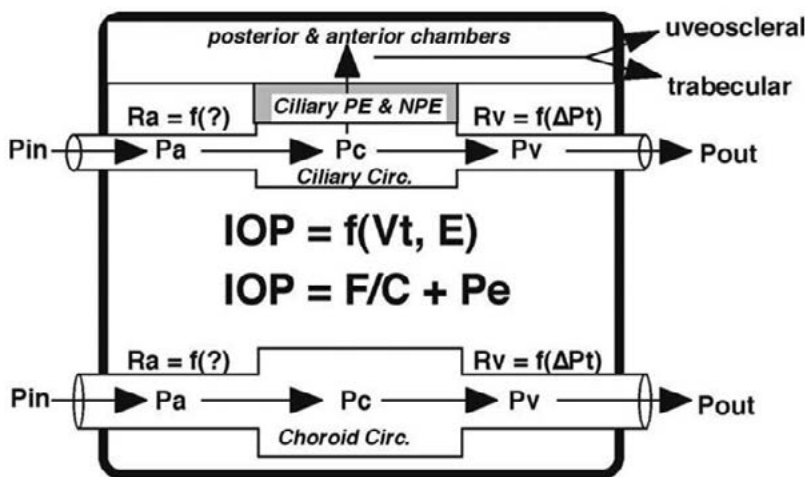 posterior & anterior chambers
uveoscleral
trabecular
Ciliary PE & NPE
Ra = f(?)
Rv = f(ΔPt)
Pin
Pa
Pc
Pv
Pout
Ciliary Circ.
IOP = f(Vt, E)
IOP = F/C + Pe
Ra = f(?)
Rv = f(ΔPt)
Pin
Pa
Pc
Pv
Pout
Choroid Circ.